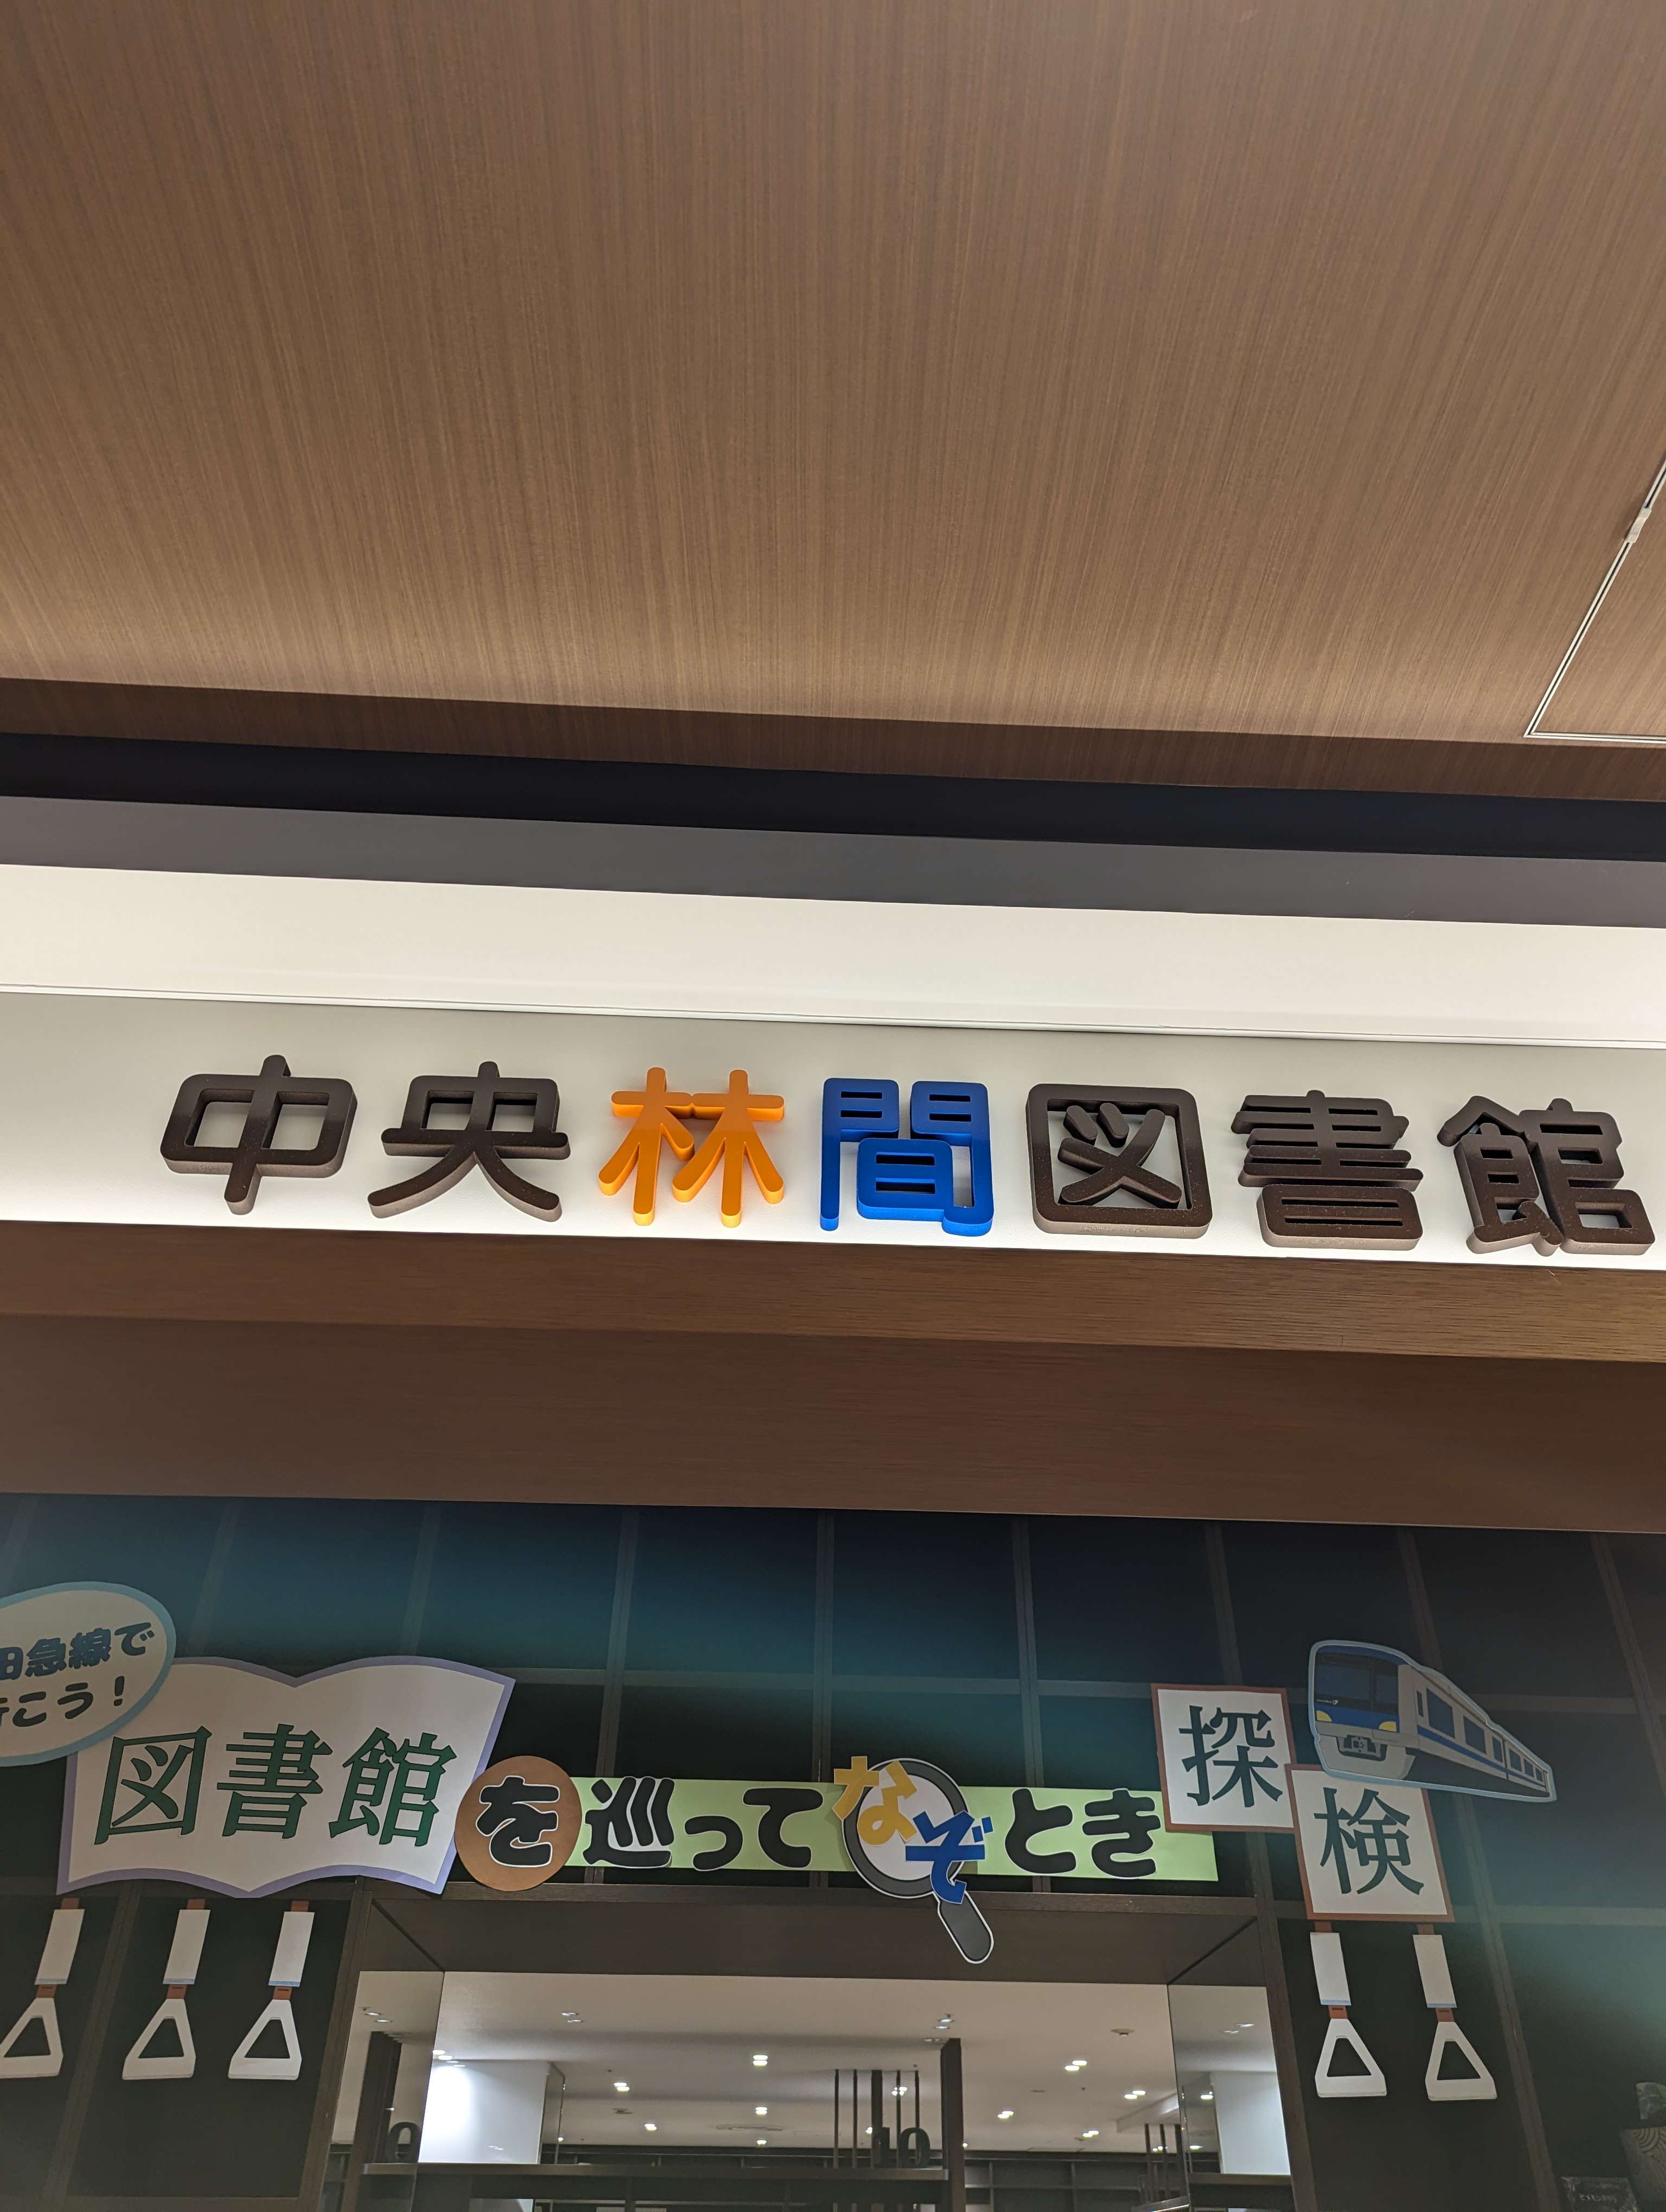 中央林間図書館
田急線で
行こう！
図書館を巡ってなぞとき探検